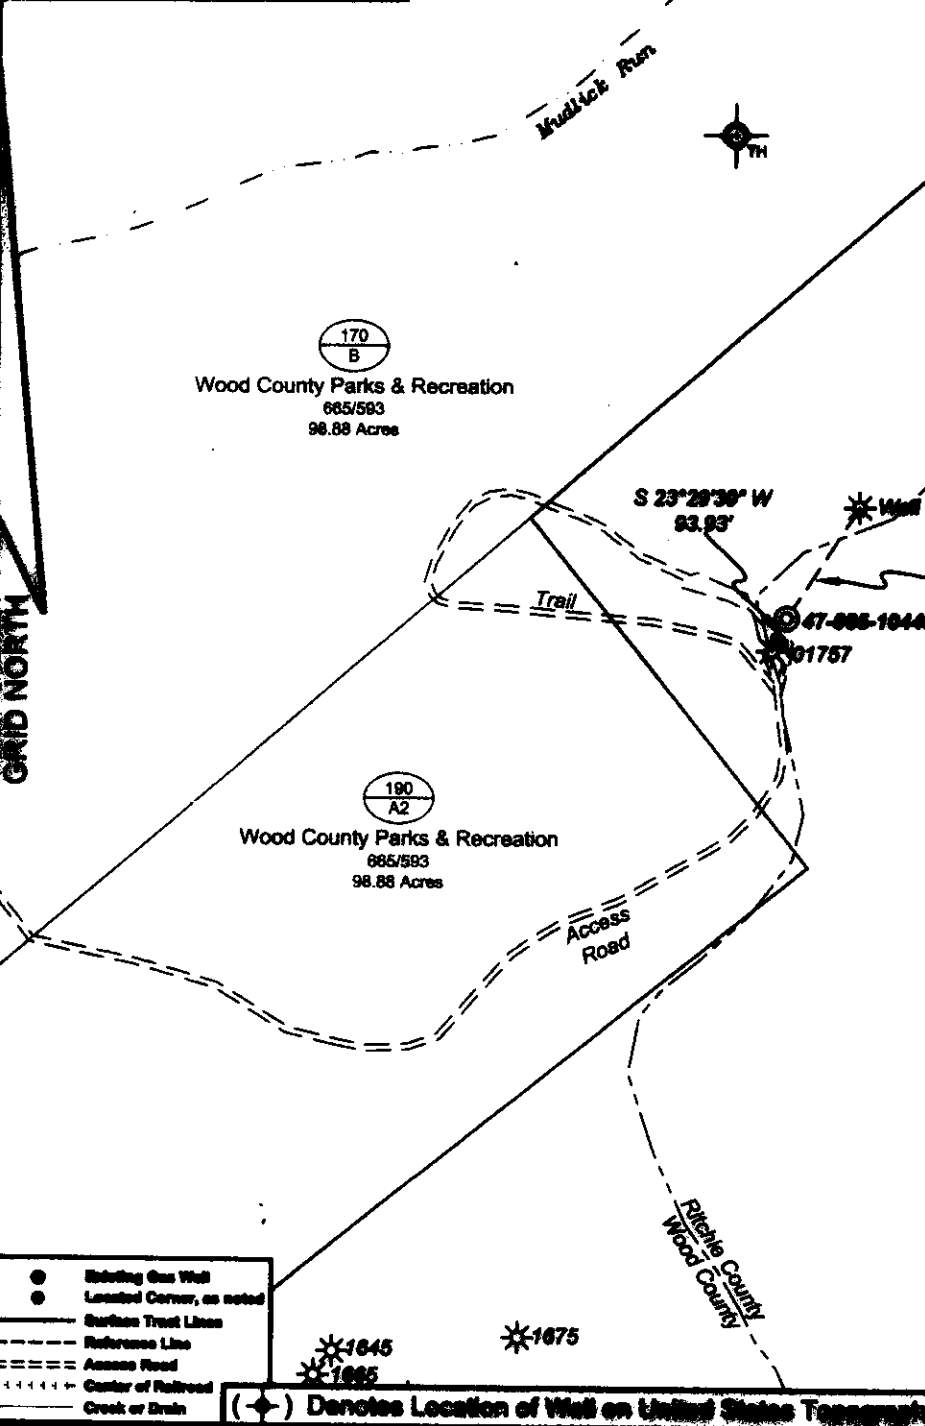 Mudlick Run
TH
170
B
Wood County Parks & Recreation
665/593
98.88 Acres
S 23°29'30" W
93.93'
Well
Trail
01757
GRID NORTH
190
A2
Wood County Parks & Recreation
665/593
98.88 Acres
Access
Road
Ritchie County
Wood County
Existing Gas Well
Located Corner, as noted
Surface Tract Lines
Reference Line
Access Road
Center of Railroad
Creek or Drain
1645
1665
1675
( ) Denotes Location of Well on United States